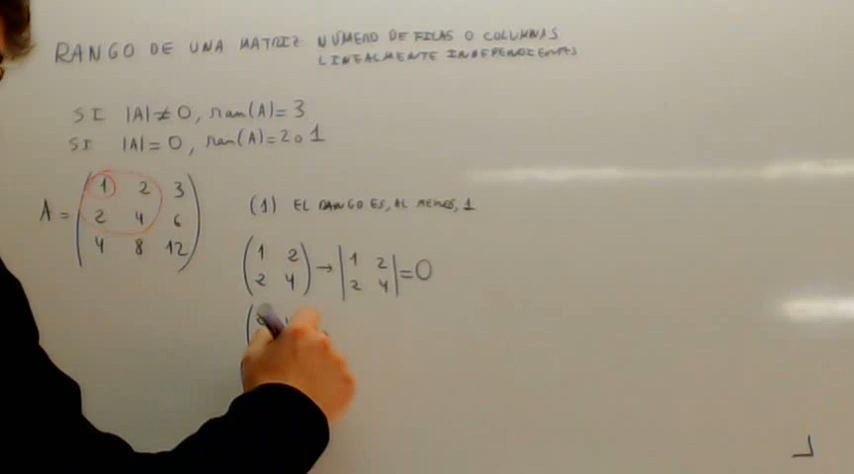 RANGO DE UNA MATRIZ NÚMERO DE FILAS O COLUMNAS
LINEALMENTE INDEPENDIENTES
SI |A|≠0, ran(A)=3
SI |A|=0, ran(A)=2 o 1
A = (1 2 3
2 4 6
4 8 12)
(1) EL RANGO ES, AL MENOS, 1
(1 2
2 4) → |1 2
2 4| = 0
(